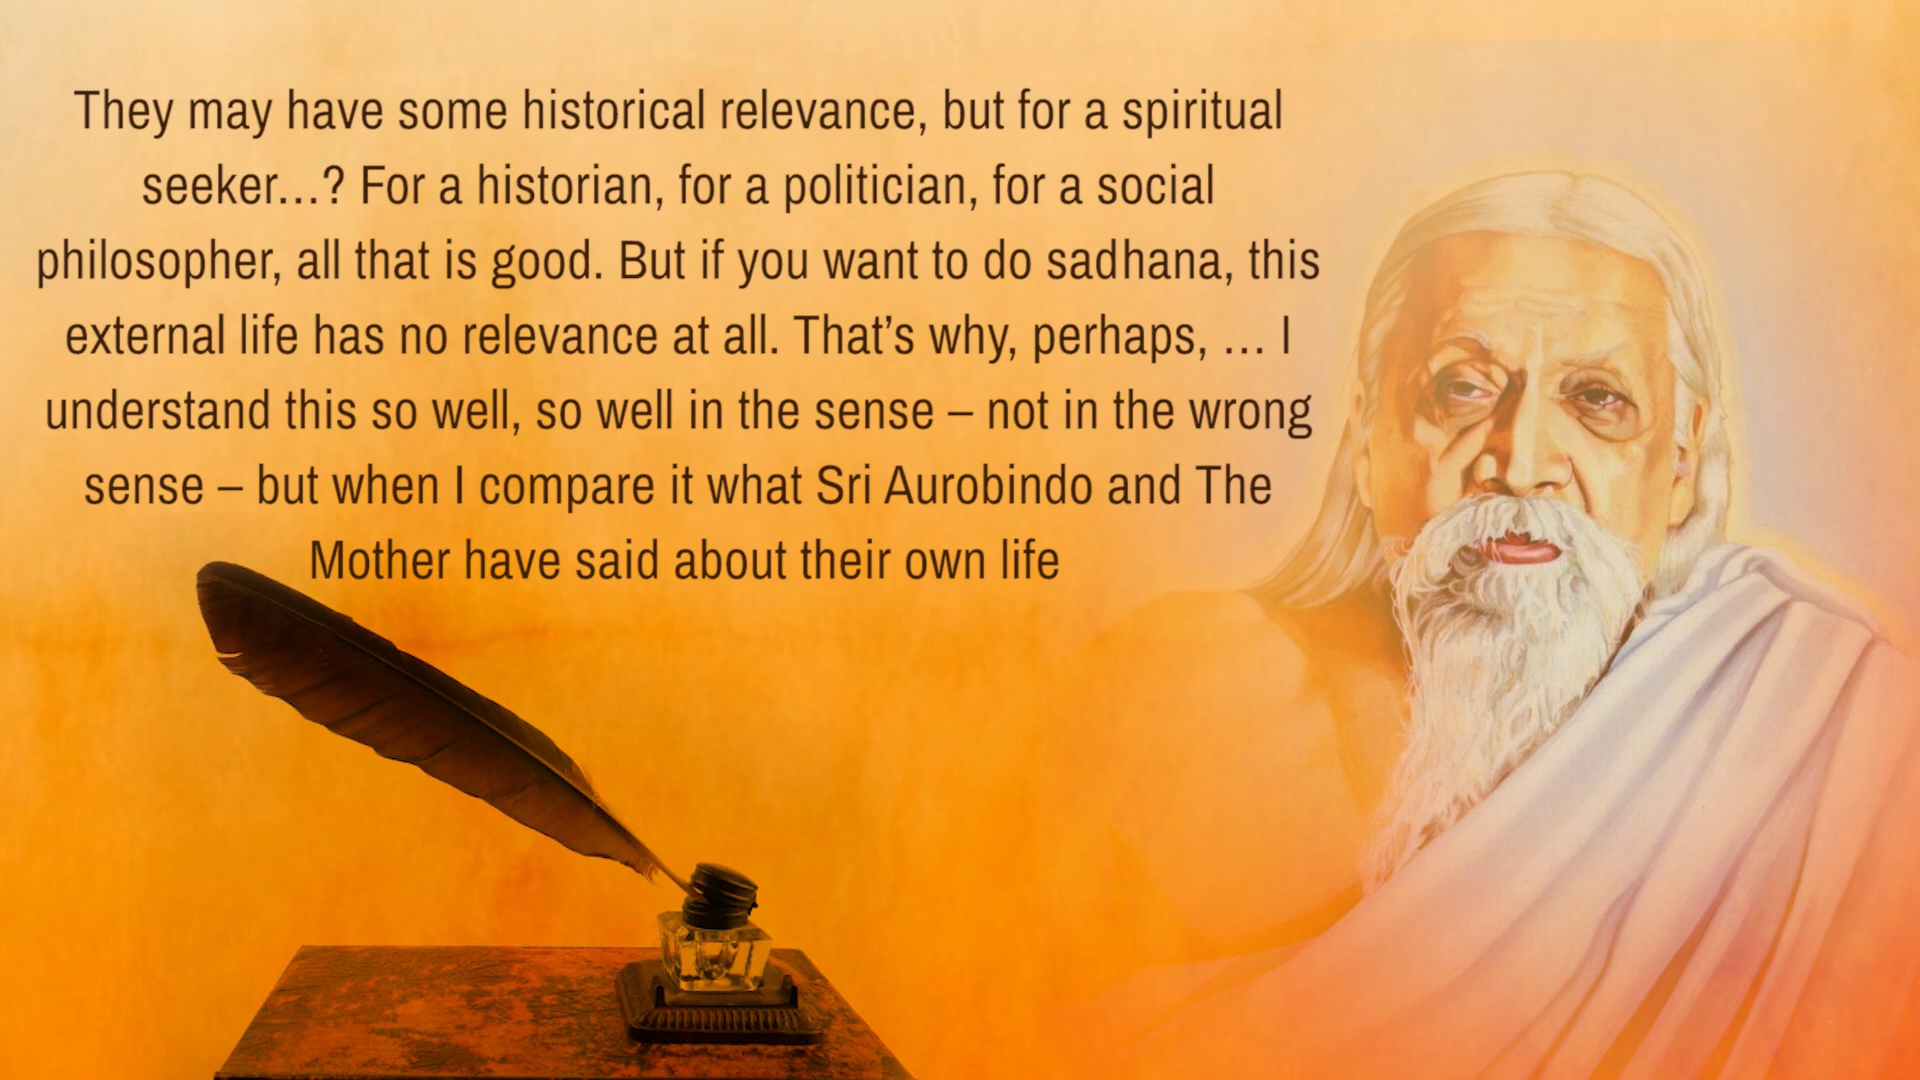 They may have some historical relevance, but for a spiritual
seeker…? For a historian, for a politician, for a social
philosopher, all that is good. But if you want to do sadhana, this
external life has no relevance at all. That’s why, perhaps, … I
understand this so well, so well in the sense – not in the wrong
sense – but when I compare it what Sri Aurobindo and The
Mother have said about their own life